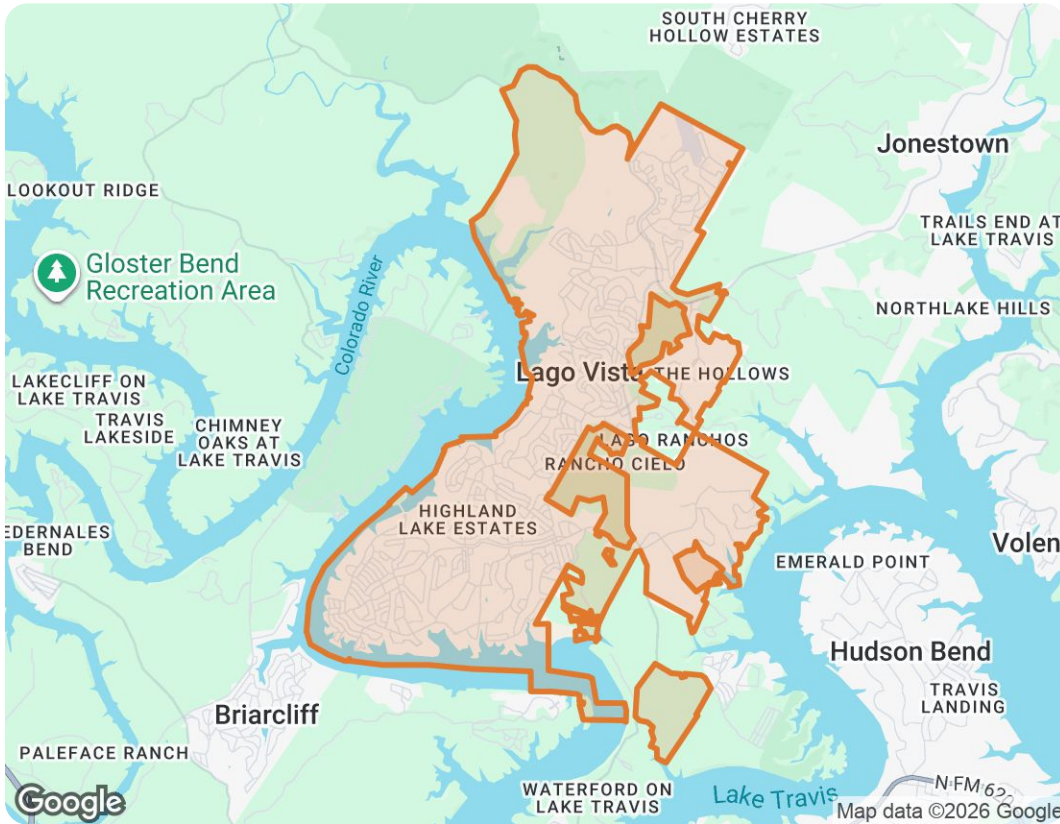 SOUTH CHERRY
HOLLOW ESTATES
Jonestown
LOOKOUT RIDGE
TRAILS END AT
LAKE TRAVIS
Gloster Bend
Recreation Area
Colorado River
NORTHLAKE HILLS
Lago Vista
THE HOLLOWS
LAKECLIFF ON
LAKE TRAVIS
TRAVIS
LAKESIDE
CHIMNEY
OAKS AT
LAKE TRAVIS
LAGO RANCHOS
RANCHO CIELO
HIGHLAND
LAKE ESTATES
EDERNALES
BEND
Volen
EMERALD POINT
Hudson Bend
TRAVIS
LANDING
Briarcliff
PALEFACE RANCH
WATERFORD ON
LAKE TRAVIS
Lake Travis
N FM 620
Google
Map data ©2026 Google